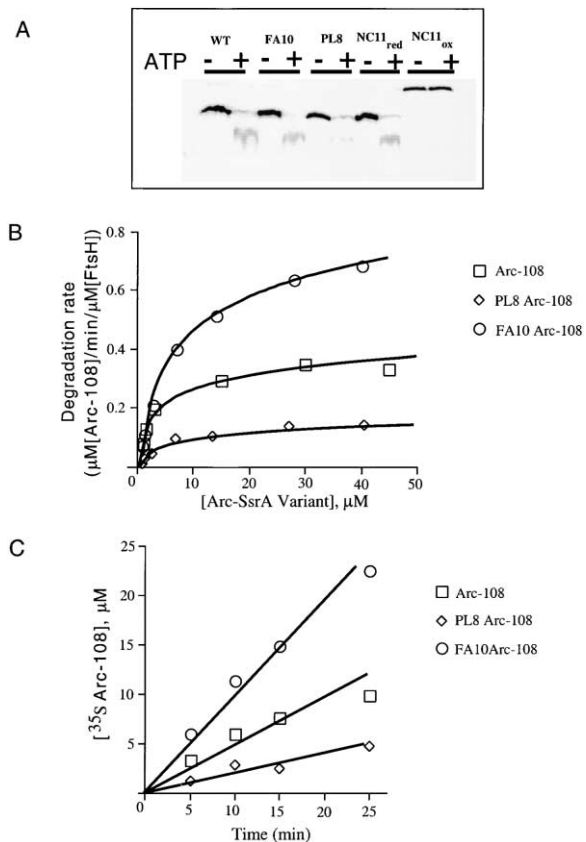 A
WT FA10 PL8 NC11red NC11ox
ATP - + - + - + - + - +
B
Degradation rate
(μM[Arc-108]/min/μM[FtsH])
0.8
0.6
0.4
0.2
0 10 20 30 40 50
[Arc-SsrA Variant], μM
Arc-108
PL8 Arc-108
FA10 Arc-108
C
[35S Arc-108], μM
25
20
15
10
5
0 5 10 15 20 25
Time (min)
Arc-108
PL8 Arc-108
FA10Arc-108